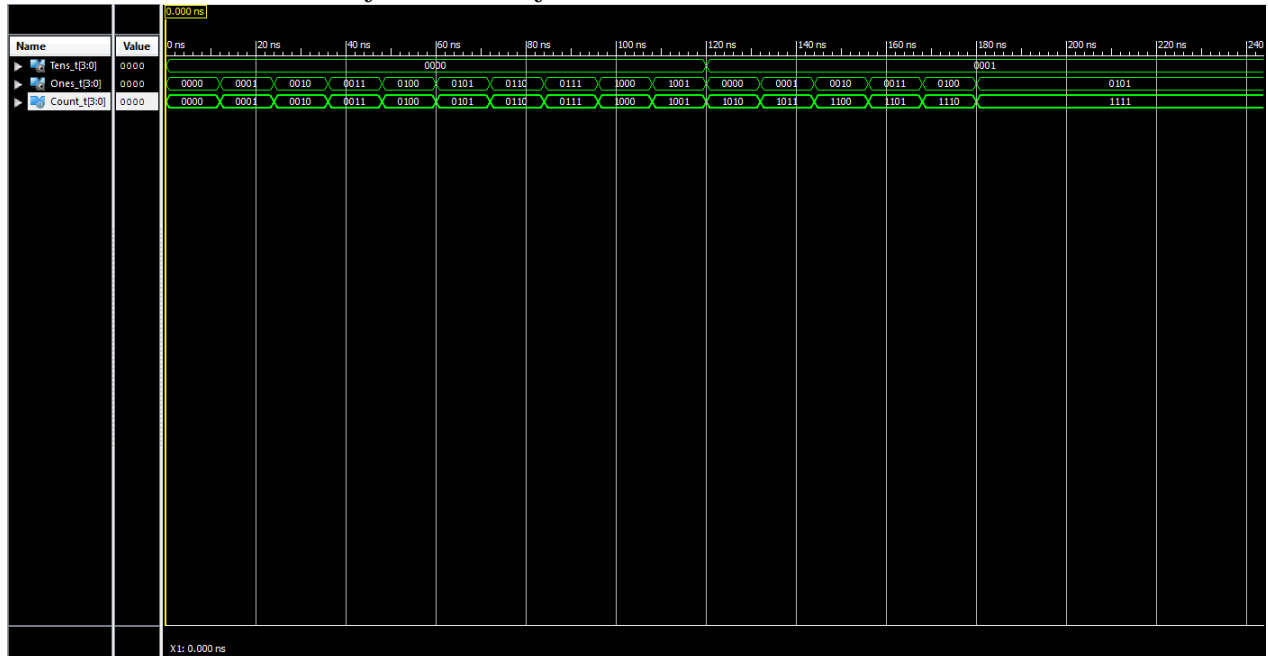 0.000 ns
Name Value 0 ns 20 ns 40 ns 60 ns 80 ns 100 ns 120 ns 140 ns 160 ns 180 ns 200 ns 220 ns 240
Tens_t[3:0] 0000 0000 0001
Ones_t[3:0] 0000 0000 0001 0010 0011 0100 0101 0110 0111 1000 1001 0000 0001 0010 0011 0100 0101
Count_t[3:0] 0000 0000 0001 0010 0011 0100 0101 0110 0111 1000 1001 1010 1011 1100 1101 1110 1111
X1: 0.000 ns